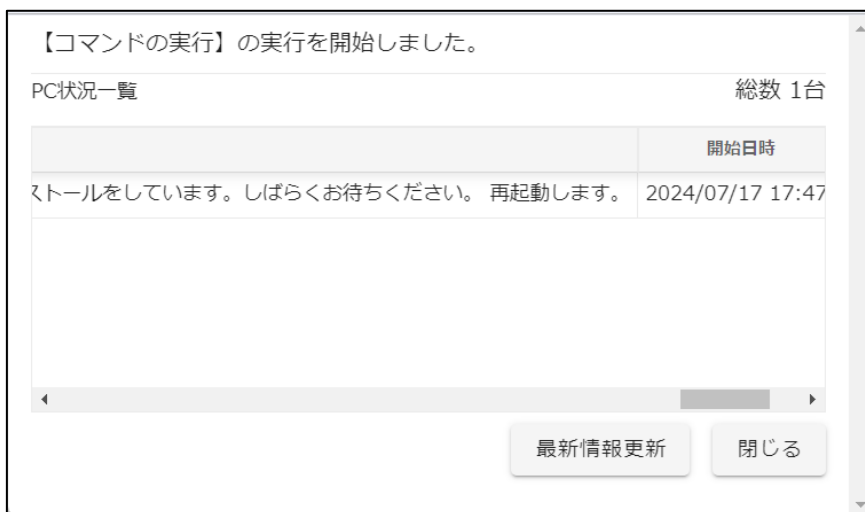 【コマンドの実行】の実行を開始しました。
PC状況一覧 総数 1台
開始日時
ストールをしています。しばらくお待ちください。 再起動します。 2024/07/17 17:47
最新情報更新 閉じる